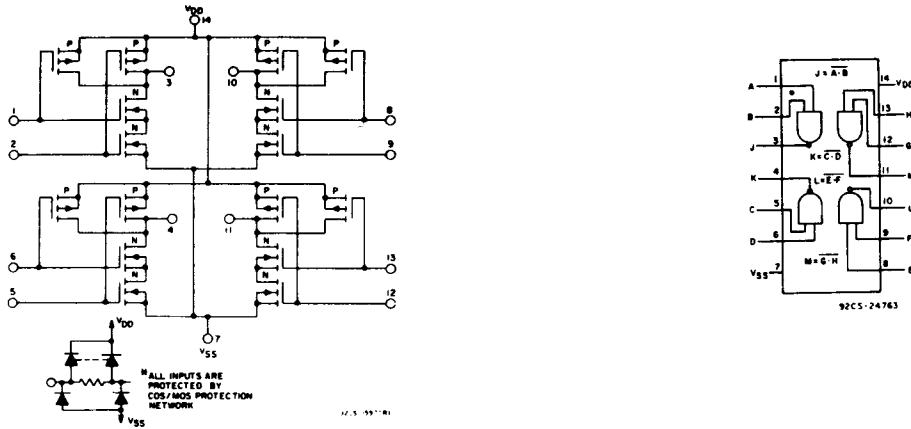 VDD
14
P
P
P
P
3
10
N
N
1
8
N
N
2
9
P
P
P
P
4
11
N
N
6
13
N
N
5
12
7
VSS
VDD
*ALL INPUTS ARE
PROTECTED BY
COS/MOS PROTECTION
NETWORK
VSS
J = A·B
A 1
14 VDD
B 2
13 H
J 3
12 G
K = C·D
K 4
11
L = E·F
C 5
10 L
D 6
9 F
M = G·H
VSS 7
8 E
92CS-24763